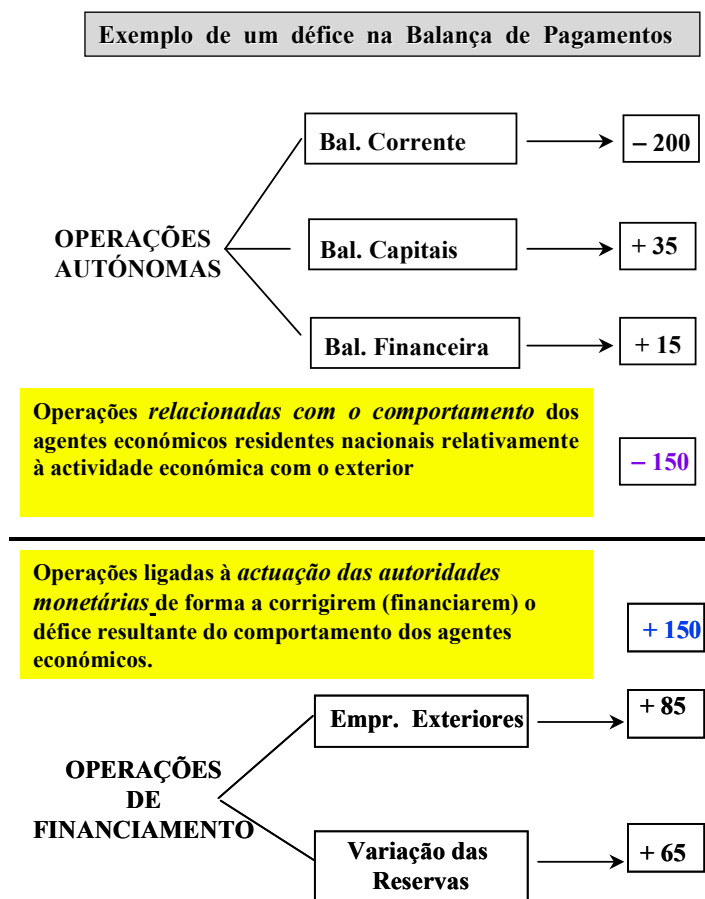 Exemplo de um défice na Balança de Pagamentos
Bal. Corrente
– 200
OPERAÇÕES
AUTÓNOMAS
Bal. Capitais
+ 35
Bal. Financeira
+ 15
Operações relacionadas com o comportamento dos
agentes económicos residentes nacionais relativamente
à actividade económica com o exterior
– 150
Operações ligadas à actuação das autoridades
monetárias de forma a corrigirem (financiarem) o
défice resultante do comportamento dos agentes
económicos.
+ 150
Empr. Exteriores
+ 85
OPERAÇÕES
DE
FINANCIAMENTO
Variação das
Reservas
+ 65